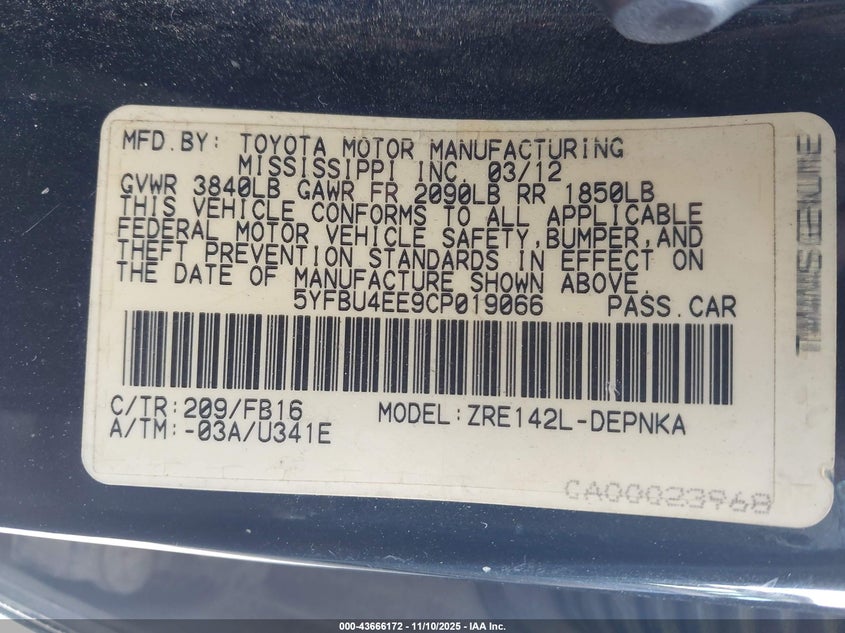 MFD.BY: TOYOTA MOTOR MANUFACTURING
MISSISSIPPI INC. 03/12
GVWR 3840LB GAWR FR 2090LB RR 1850LB
THIS VEHICLE CONFORMS TO ALL APPLICABLE
FEDERAL MOTOR VEHICLE SAFETY,BUMPER,AND
THEFT PREVENTION STANDARDS IN EFFECT ON
THE DATE OF MANUFACTURE SHOWN ABOVE.
5YFBU4EE9CP019066 PASS.CAR
C/TR:209/FB16 MODEL:ZRE142L-DEPNKA
A/TM:-03A/U341E
CA00023968
000-43666172 — 11/10/2025 — IAA Inc.